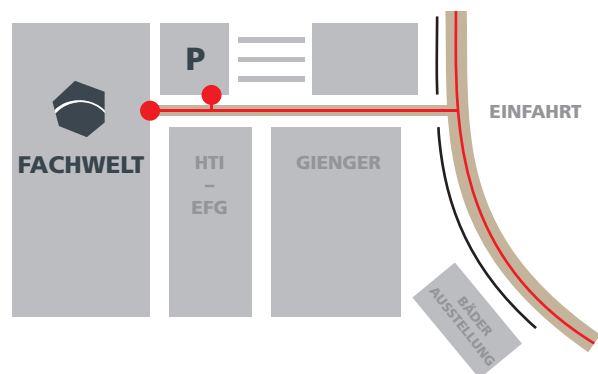 P
EINFAHRT
FACHWELT
HTI
–
EFG
GIENGER
BÄDER
AUSSTELLUNG